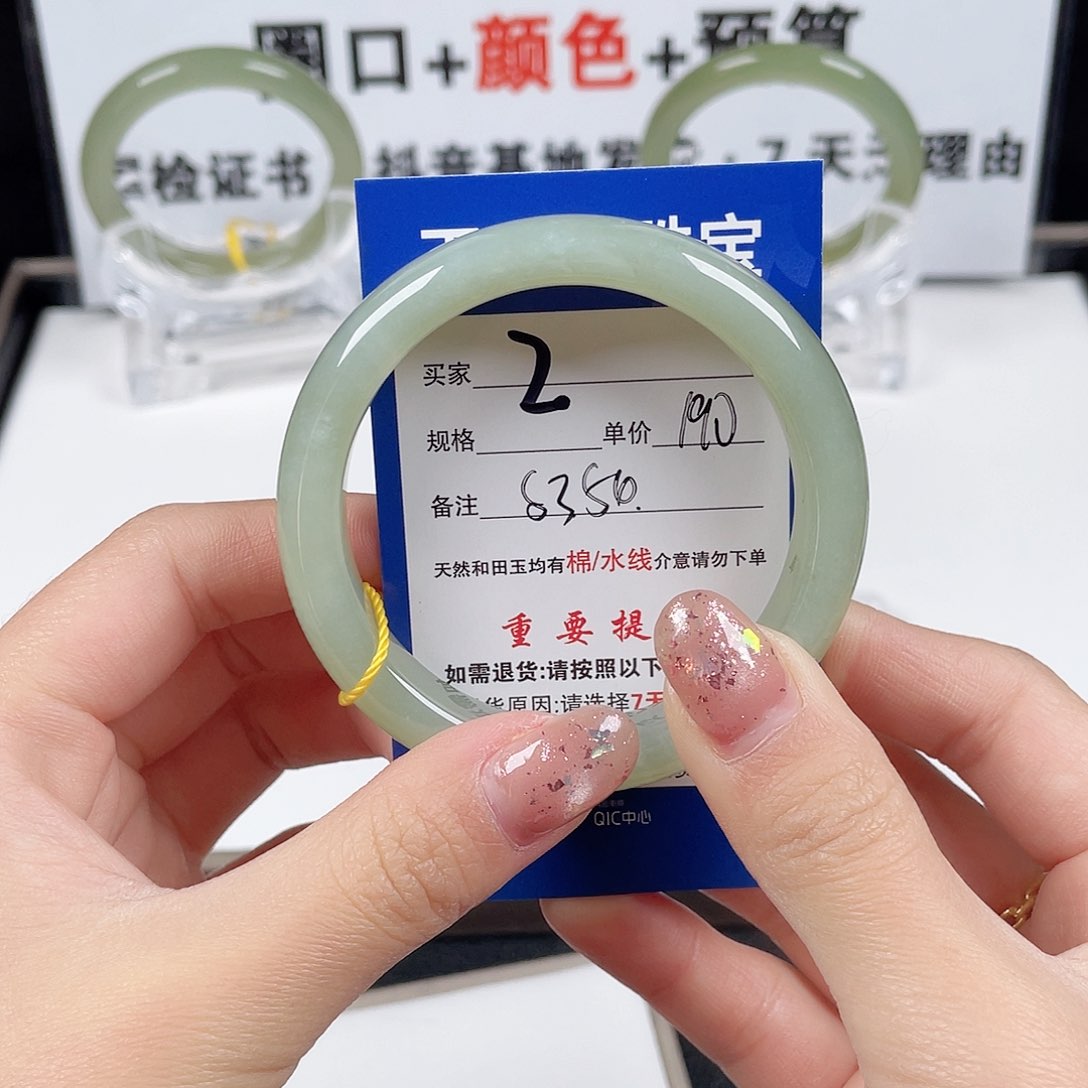 圈口+颜色+预算
检证书 抖音基地发 7天 理由
买家 2
规格 单价 190
备注 6350.
天然和田玉均有棉/水线介意请勿下单
重要提
如需退货:请按照以下
货原因:请选择7天
QIC中心